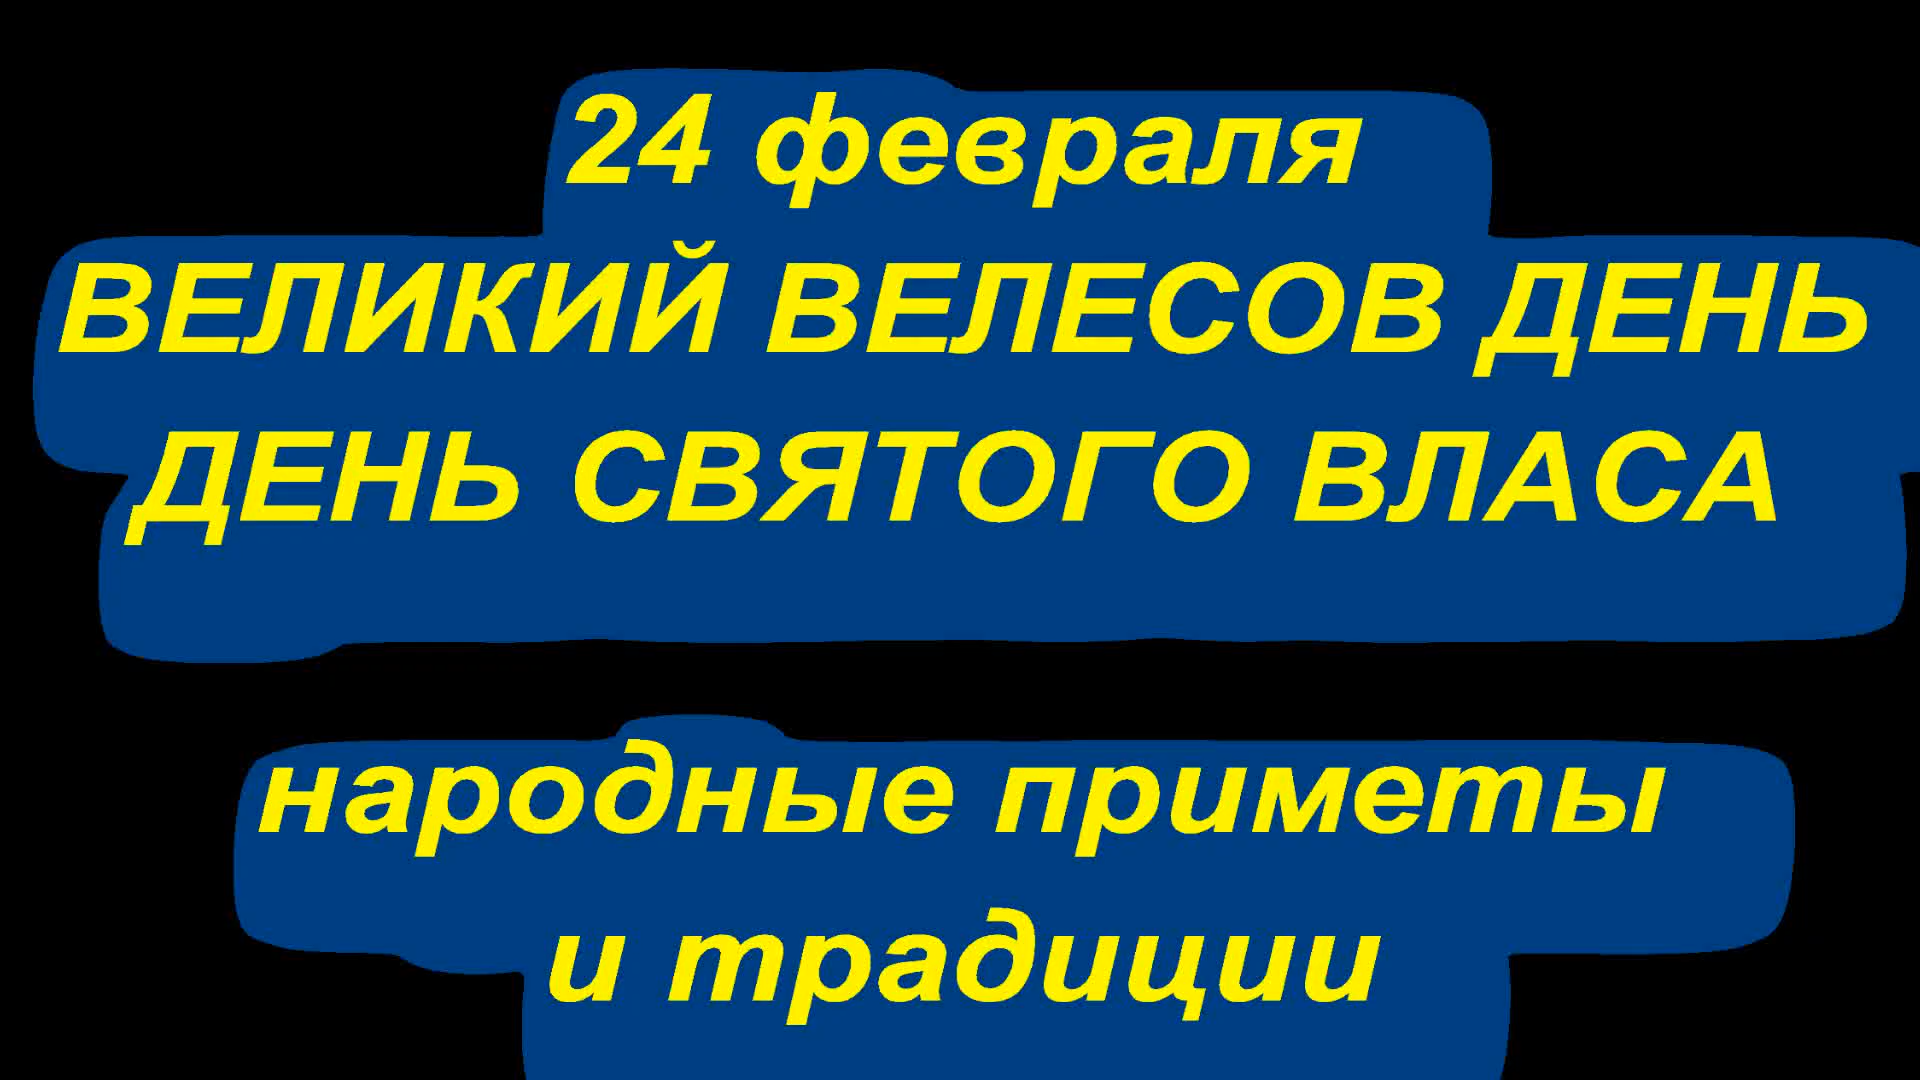 24 февраля
ВЕЛИКИЙ ВЕЛЕСОВ ДЕНЬ
ДЕНЬ СВЯТОГО ВЛАСА
народные приметы
и традиции